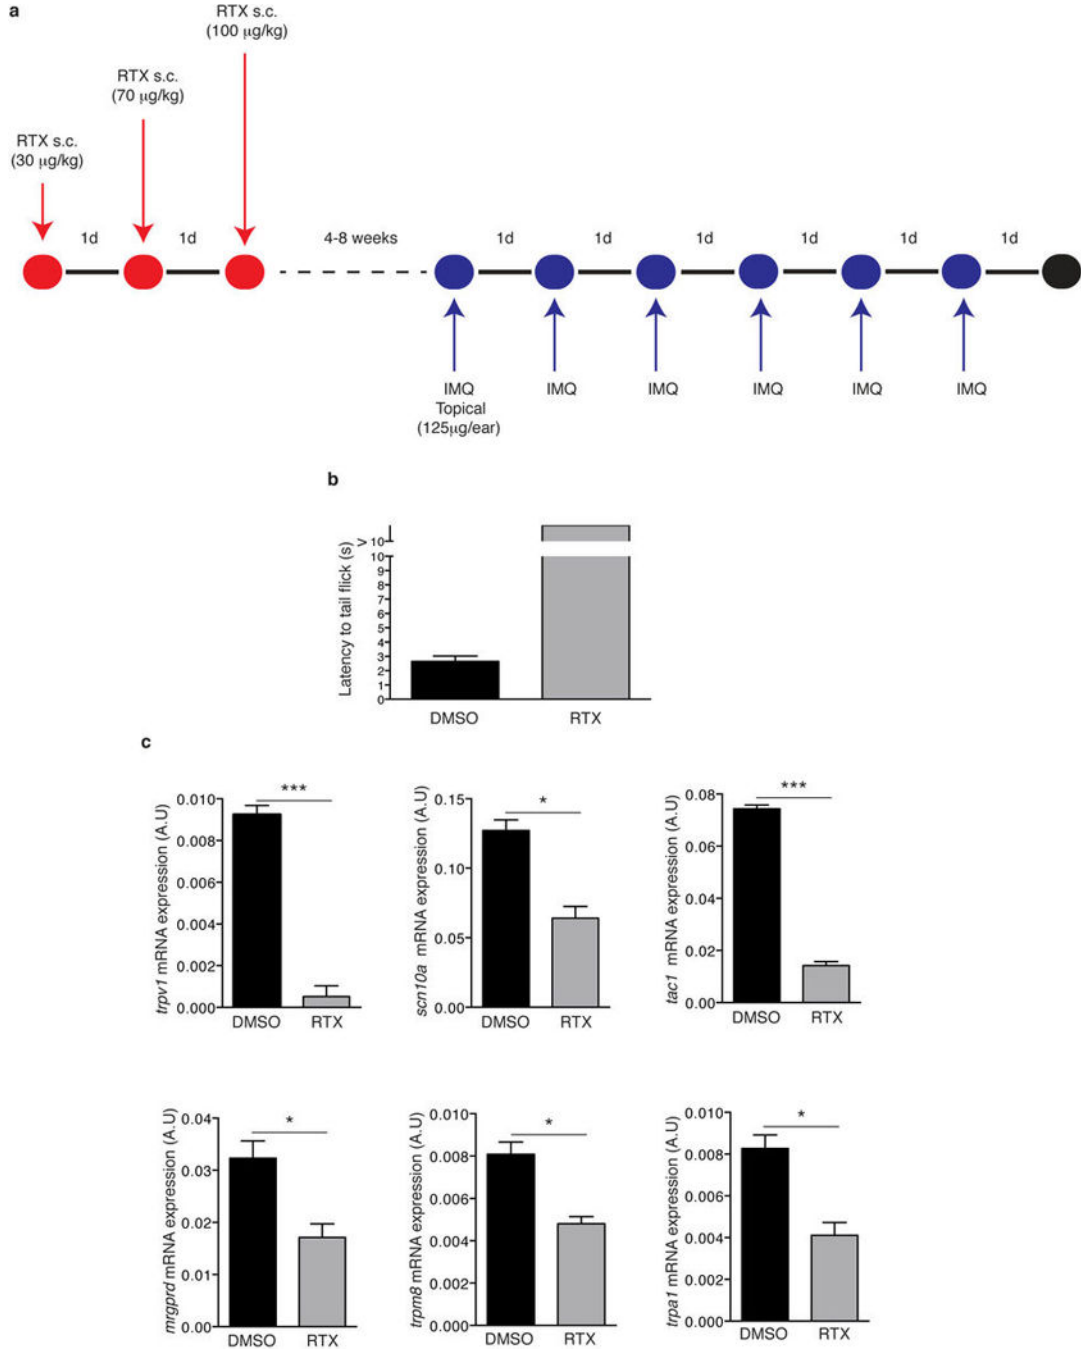 a
RTX s.c.
(100 µg/kg)
RTX s.c.
(70 µg/kg)
RTX s.c.
(30 µg/kg)
1d
1d
4-8 weeks
1d
1d
1d
1d
1d
1d
IMQ
Topical
(125µg/ear)
IMQ
IMQ
IMQ
IMQ
IMQ
b
Latency to tail flick (s)
> 10
10
9
8
7
6
5
4
3
2
1
0
DMSO
RTX
c
trpv1 mRNA expression (A.U)
0.010
0.008
0.006
0.004
0.002
0.000
***
DMSO
RTX
scn10a mRNA expression (A.U)
0.15
0.10
0.05
0.00
*
DMSO
RTX
tac1 mRNA expression (A.U)
0.08
0.06
0.04
0.02
0.00
***
DMSO
RTX
mrgprd mRNA expression (A.U)
0.04
0.03
0.02
0.01
0.00
*
DMSO
RTX
trpm8 mRNA expression (A.U)
0.010
0.008
0.006
0.004
0.002
0.000
*
DMSO
RTX
trpa1 mRNA expression (A.U)
0.010
0.008
0.006
0.004
0.002
0.000
*
DMSO
RTX